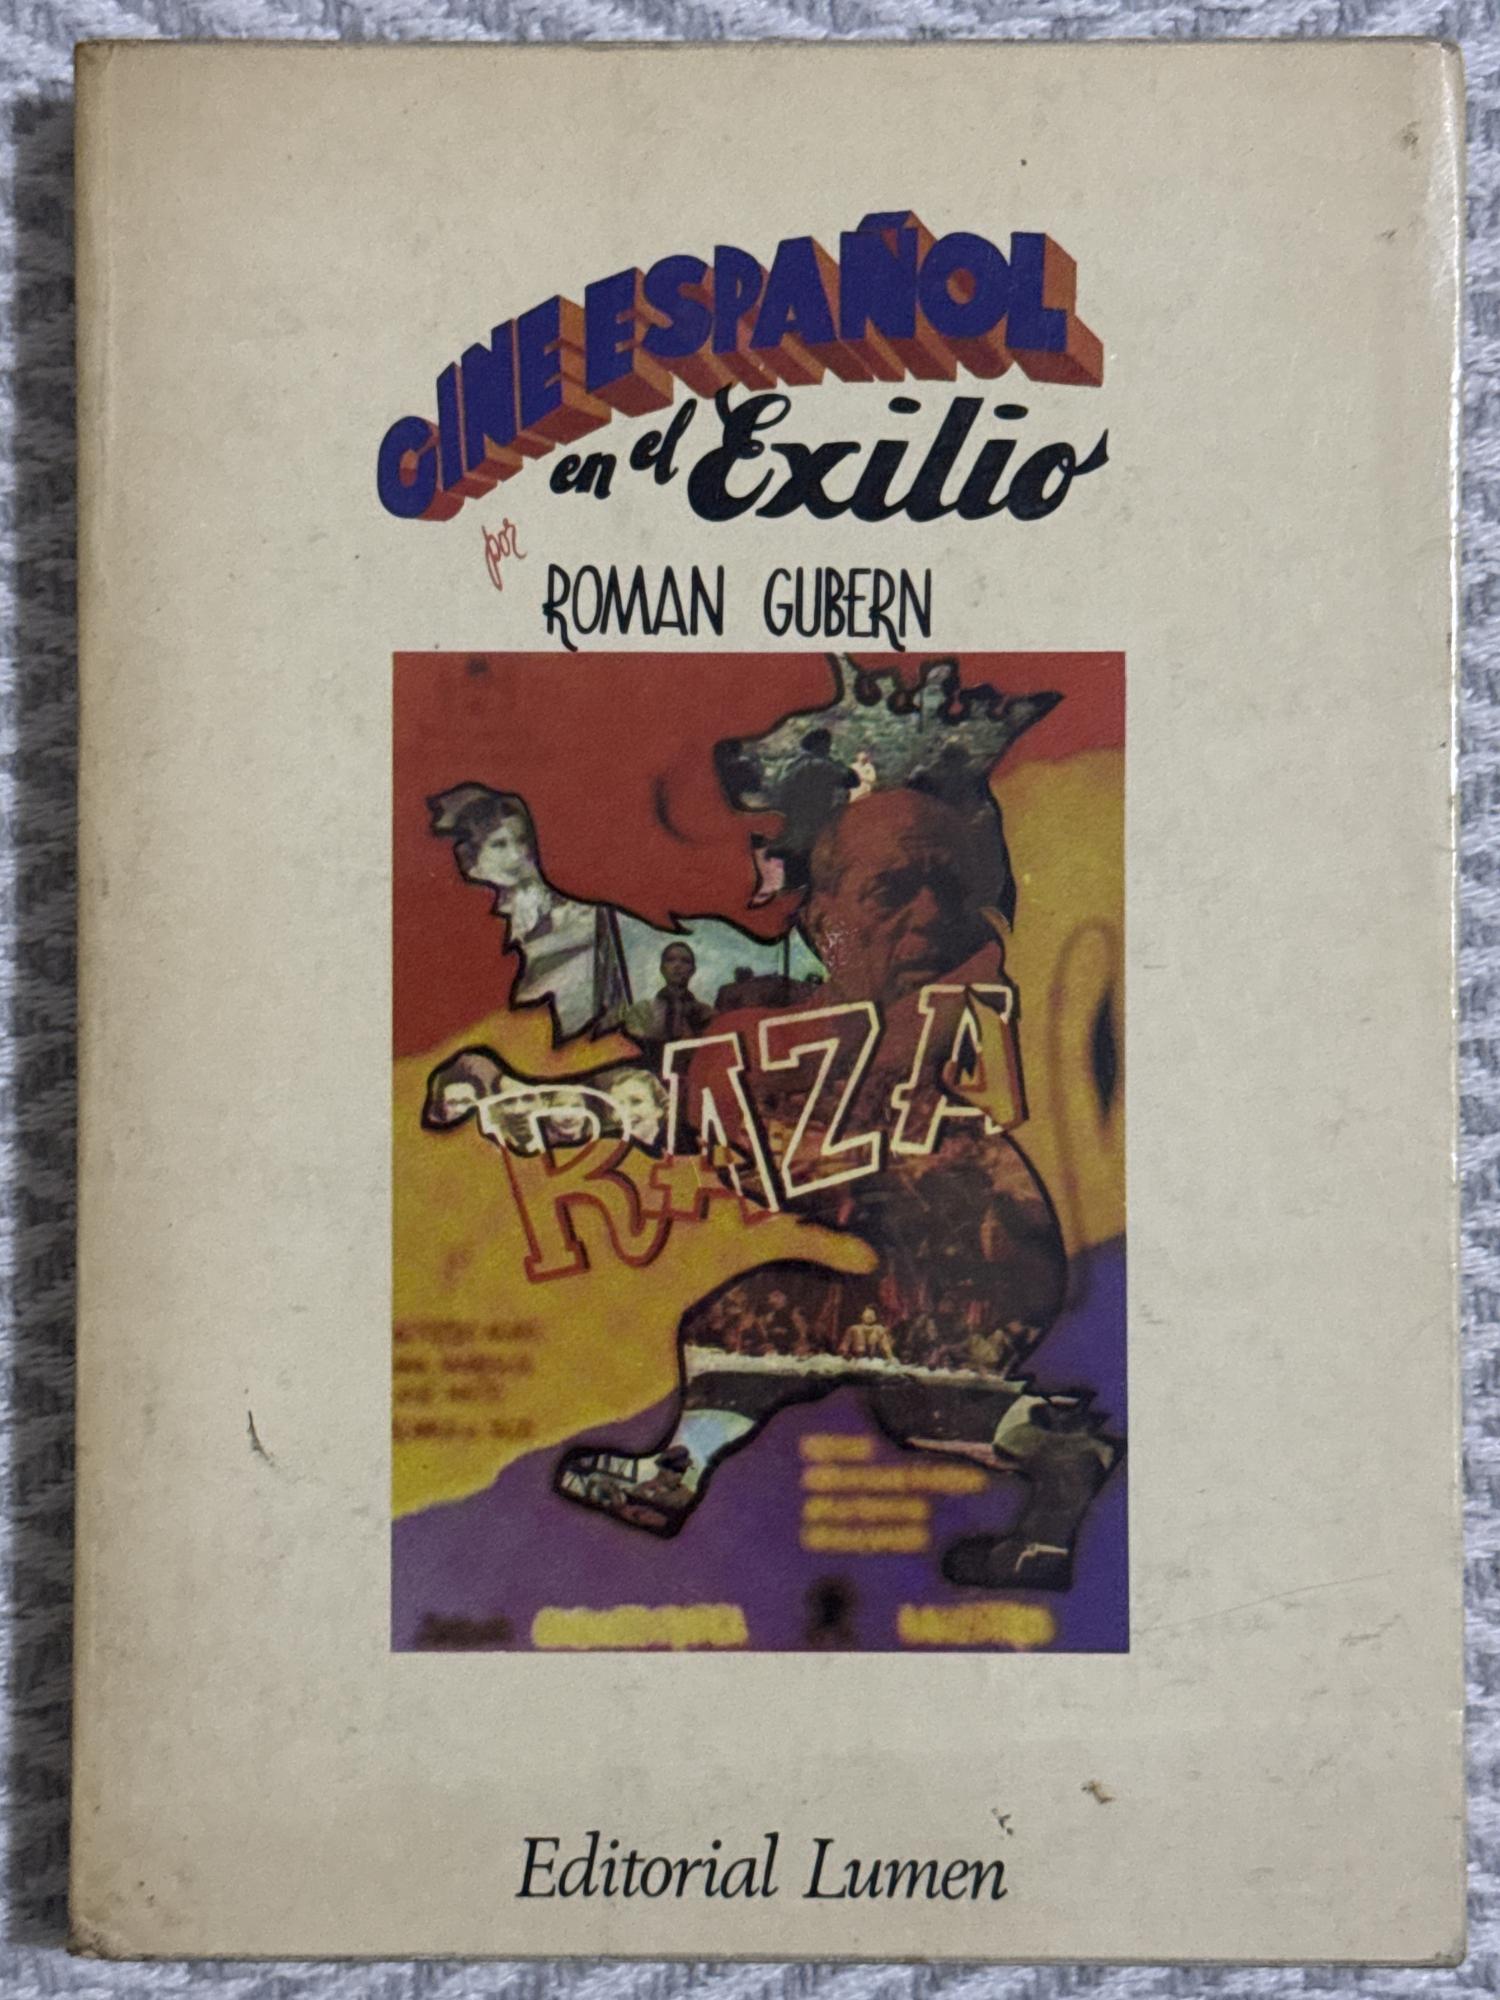 CINE ESPAÑOL
en el Exilio
por
ROMAN GUBERN
RAZA
Editorial Lumen